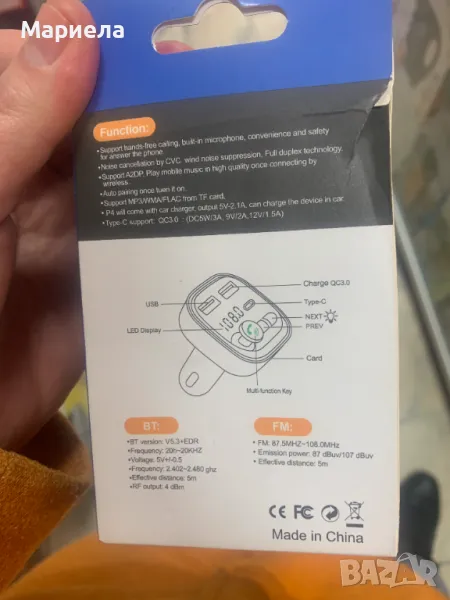 Мариела
Function:
•Support hands-free calling, built-in microphone, convenience and safety
for answer the phone.
•Noise cancellation by CVC, wind noise suppression, Full duplex technology.
•Support A2DP, Play mobile music in high quality once connecting by
wireless.
•Auto pairing once turn it on.
•Support MP3/WMA/FLAC from TF card.
• P4 will come with car charger, output 5V-2.1A, can charge the device in car.
•Type-C support: QC3.0 : (DC5W/3A, 9V/2A,12V/1.5A)
Charge QC3.0
USB
Type-C
NEXT
LED Display
108.0
PREV
Card
Multi-function Key
BT:
•BT version: V5.3+EDR
•Frequency: 20h~20KHZ
•Voltage: 5V+/-0.5
•Frequency: 2.402-2.480 ghz
•Effective distance: 5m
•RF output: 4 dBm
FM:
•FM: 87.5MHZ~108.0MHz
•Emission power: 87 dBuv/107 dBuv
•Effective distance: 5m
CE FC
Made in China
BAZAR